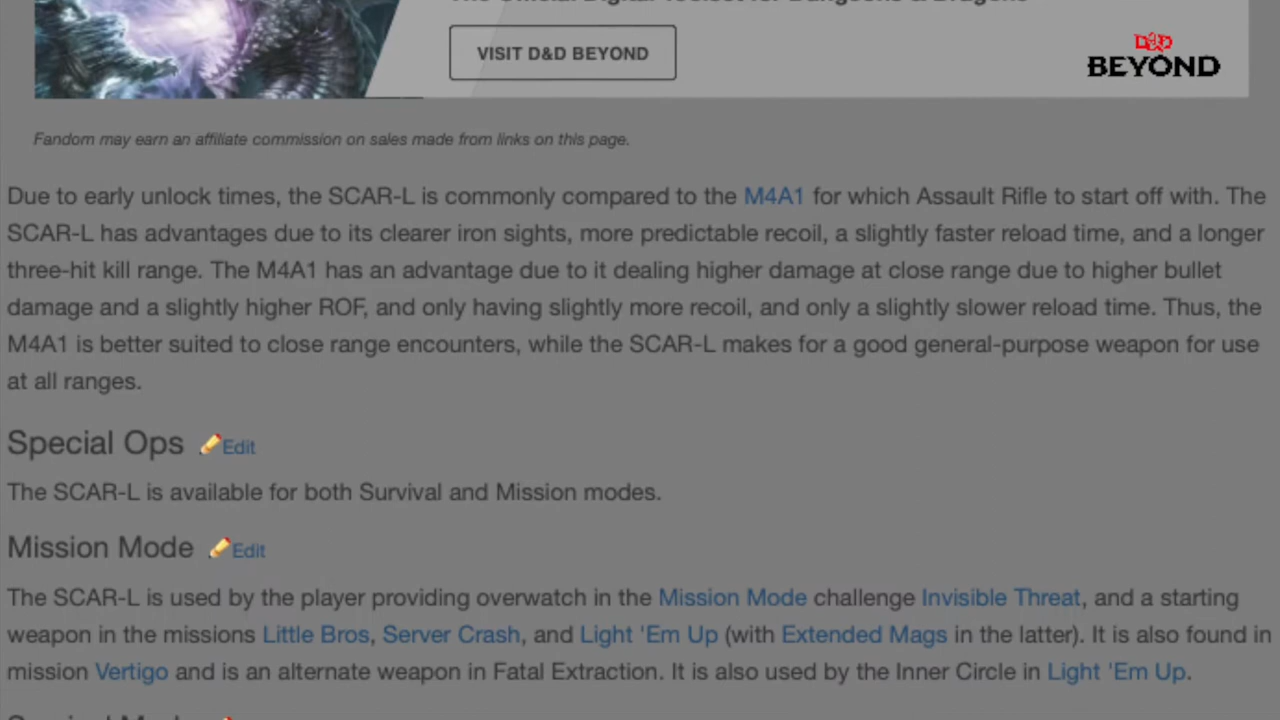 The Official Digital Toolset for Dungeons & Dragons
VISIT D&D BEYOND
D&D
BEYOND
Fandom may earn an affiliate commission on sales made from links on this page.
Due to early unlock times, the SCAR-L is commonly compared to the M4A1 for which Assault Rifle to start off with. The
SCAR-L has advantages due to its clearer iron sights, more predictable recoil, a slightly faster reload time, and a longer
three-hit kill range. The M4A1 has an advantage due to it dealing higher damage at close range due to higher bullet
damage and a slightly higher ROF, and only having slightly more recoil, and only a slightly slower reload time. Thus, the
M4A1 is better suited to close range encounters, while the SCAR-L makes for a good general-purpose weapon for use
at all ranges.
Special Ops Edit
The SCAR-L is available for both Survival and Mission modes.
Mission Mode Edit
The SCAR-L is used by the player providing overwatch in the Mission Mode challenge Invisible Threat, and a starting
weapon in the missions Little Bros, Server Crash, and Light 'Em Up (with Extended Mags in the latter). It is also found in
mission Vertigo and is an alternate weapon in Fatal Extraction. It is also used by the Inner Circle in Light 'Em Up.